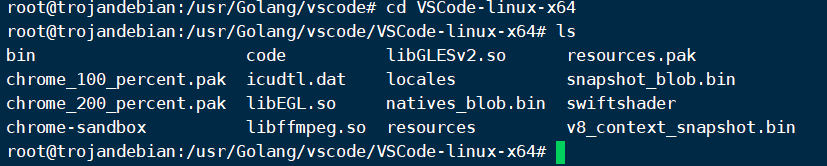 root@trojandebian:/usr/Golang/vscode# cd VSCode-linux-x64
root@trojandebian:/usr/Golang/vscode/VSCode-linux-x64# ls
bin                     code          libGLESv2.so      resources.pak
chrome_100_percent.pak  icudtl.dat    locales           snapshot_blob.bin
chrome_200_percent.pak  libEGL.so     natives_blob.bin  swiftshader
chrome-sandbox          libffmpeg.so  resources         v8_context_snapshot.bin
root@trojandebian:/usr/Golang/vscode/VSCode-linux-x64#